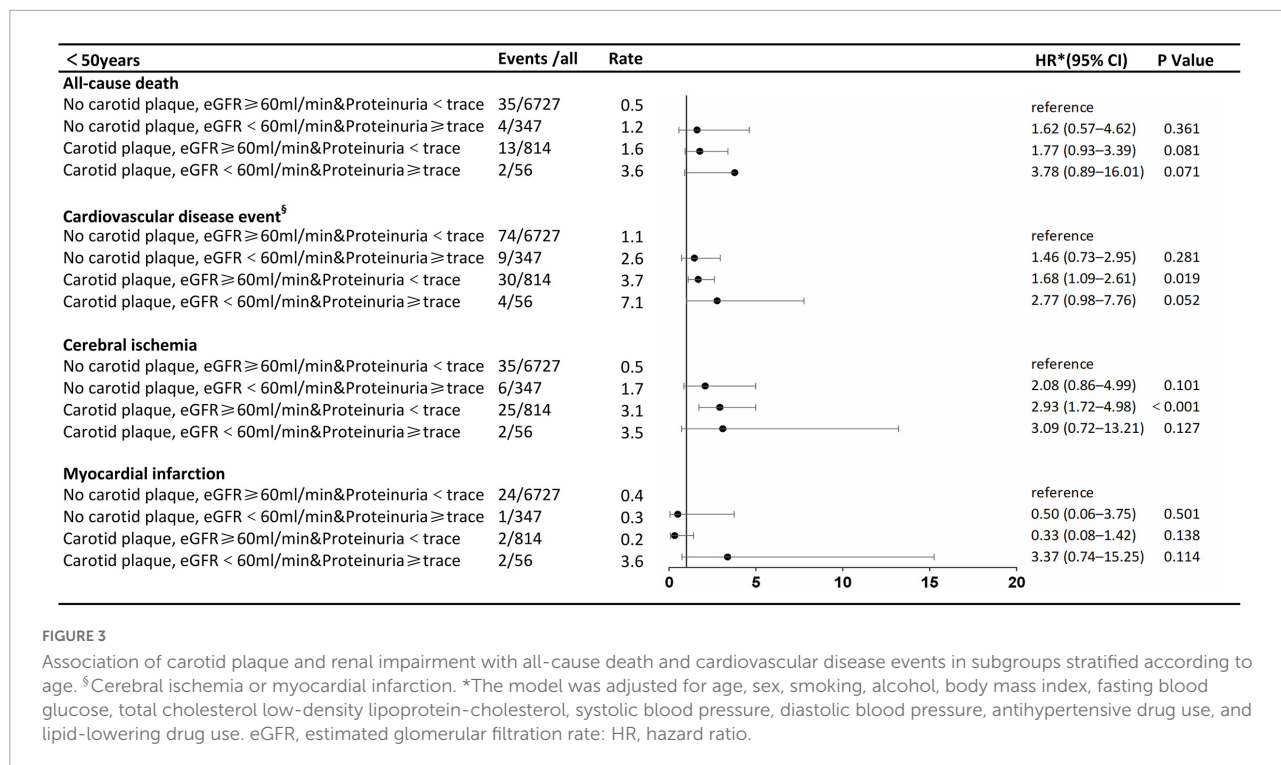 < 50years Events /all Rate HR*(95% CI) P Value
All-cause death
No carotid plaque, eGFR≥60ml/min&Proteinuria < trace 35/6727 0.5 reference
No carotid plaque, eGFR < 60ml/min&Proteinuria≥trace 4/347 1.2 1.62 (0.57–4.62) 0.361
Carotid plaque, eGFR≥60ml/min&Proteinuria < trace 13/814 1.6 1.77 (0.93–3.39) 0.081
Carotid plaque, eGFR < 60ml/min&Proteinuria≥trace 2/56 3.6 3.78 (0.89–16.01) 0.071
Cardiovascular disease event§
No carotid plaque, eGFR≥60ml/min&Proteinuria < trace 74/6727 1.1 reference
No carotid plaque, eGFR < 60ml/min&Proteinuria≥trace 9/347 2.6 1.46 (0.73–2.95) 0.281
Carotid plaque, eGFR≥60ml/min&Proteinuria < trace 30/814 3.7 1.68 (1.09–2.61) 0.019
Carotid plaque, eGFR < 60ml/min&Proteinuria≥trace 4/56 7.1 2.77 (0.98–7.76) 0.052
Cerebral ischemia
No carotid plaque, eGFR≥60ml/min&Proteinuria < trace 35/6727 0.5 reference
No carotid plaque, eGFR < 60ml/min&Proteinuria≥trace 6/347 1.7 2.08 (0.86–4.99) 0.101
Carotid plaque, eGFR≥60ml/min&Proteinuria < trace 25/814 3.1 2.93 (1.72–4.98) < 0.001
Carotid plaque, eGFR < 60ml/min&Proteinuria≥trace 2/56 3.5 3.09 (0.72–13.21) 0.127
Myocardial infarction
No carotid plaque, eGFR≥60ml/min&Proteinuria < trace 24/6727 0.4 reference
No carotid plaque, eGFR < 60ml/min&Proteinuria≥trace 1/347 0.3 0.50 (0.06–3.75) 0.501
Carotid plaque, eGFR≥60ml/min&Proteinuria < trace 2/814 0.2 0.33 (0.08–1.42) 0.138
Carotid plaque, eGFR < 60ml/min&Proteinuria≥trace 2/56 3.6 3.37 (0.74–15.25) 0.114
0 5 10 15 20
FIGURE 3
Association of carotid plaque and renal impairment with all-cause death and cardiovascular disease events in subgroups stratified according to
age. §Cerebral ischemia or myocardial infarction. *The model was adjusted for age, sex, smoking, alcohol, body mass index, fasting blood
glucose, total cholesterol low-density lipoprotein-cholesterol, systolic blood pressure, diastolic blood pressure, antihypertensive drug use, and
lipid-lowering drug use. eGFR, estimated glomerular filtration rate: HR, hazard ratio.